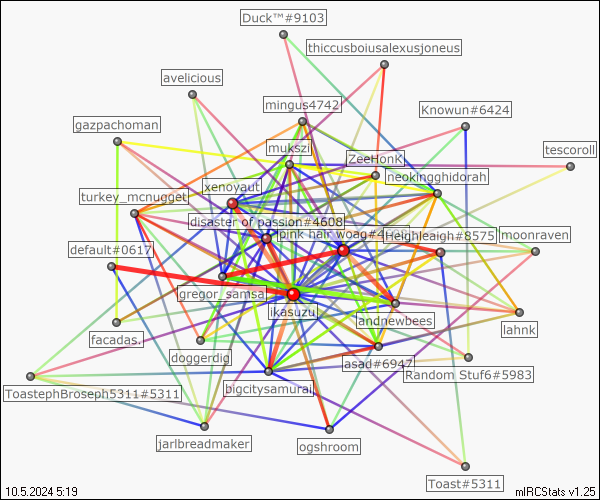 Duck™#9103
thiccusboiusalexusjoneus
avelicious
mingus4742
Knowun#6424
gazpachoman
mukszi
ZeeHonK
tescoroll
neokingghidorah
xenoyaut
turkey_mcnugget
disaster of passion#4608
pink hair woag#4
Heighleaigh#8575
moonraven
default#0617
gregor_samsa
ikasuzu
andnewbees
lahnk
facadas.
doggerdig
asad#6947
Random Stuf6#5983
ToastephBroseph5311#5311
bigcitysamurai
jarlbreadmaker
ogshroom
Toast#5311
10.5.2024 5:19
mIRCStats v1.25